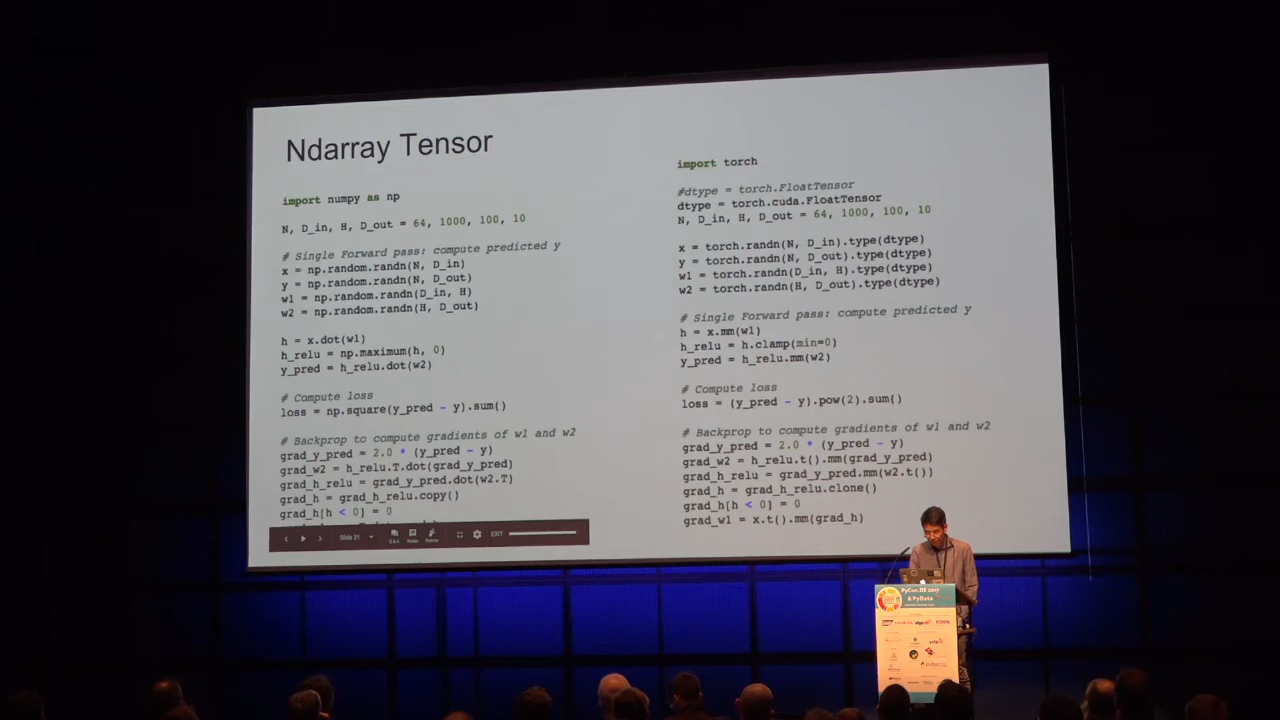 Ndarray Tensor
import numpy as np
N, D_in, H, D_out = 64, 1000, 100, 10
# Single Forward pass: compute predicted y
x = np.random.randn(N, D_in)
y = np.random.randn(N, D_out)
w1 = np.random.randn(D_in, H)
w2 = np.random.randn(H, D_out)
h = x.dot(w1)
h_relu = np.maximum(h, 0)
y_pred = h_relu.dot(w2)
# Compute loss
loss = np.square(y_pred - y).sum()
# Backprop to compute gradients of w1 and w2
grad_y_pred = 2.0 * (y_pred - y)
grad_w2 = h_relu.T.dot(grad_y_pred)
grad_h_relu = grad_y_pred.dot(w2.T)
grad_h = grad_h_relu.copy()
grad_h[h < 0] = 0
Slide 21
EXIT
import torch
#dtype = torch.FloatTensor
dtype = torch.cuda.FloatTensor
N, D_in, H, D_out = 64, 1000, 100, 10
x = torch.randn(N, D_in).type(dtype)
y = torch.randn(N, D_out).type(dtype)
w1 = torch.randn(D_in, H).type(dtype)
w2 = torch.randn(H, D_out).type(dtype)
# Single Forward pass: compute predicted y
h = x.mm(w1)
h_relu = h.clamp(min=0)
y_pred = h_relu.mm(w2)
# Compute loss
loss = (y_pred - y).pow(2).sum()
# Backprop to compute gradients of w1 and w2
grad_y_pred = 2.0 * (y_pred - y)
grad_w2 = h_relu.t().mm(grad_y_pred)
grad_h_relu = grad_y_pred.mm(w2.t())
grad_h = grad_h_relu.clone()
grad_h[h < 0] = 0
grad_w1 = x.t().mm(grad_h)
PyCon.DE 2017
& PyData